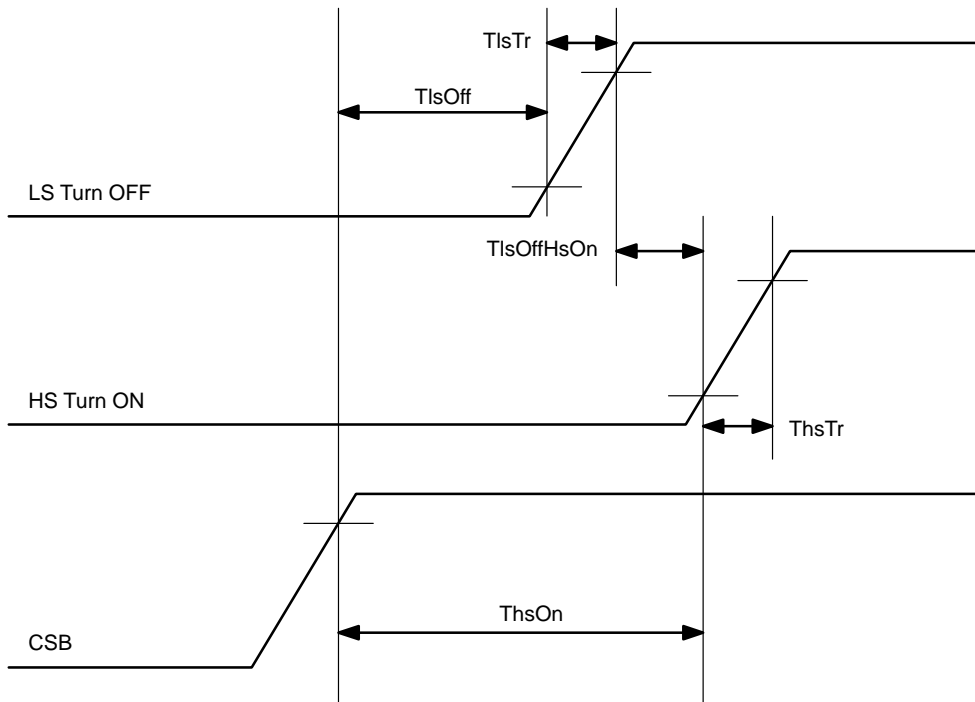 TlsTr
TlsOff
LS Turn OFF
TlsOffHsOn
HS Turn ON
ThsTr
ThsOn
CSB